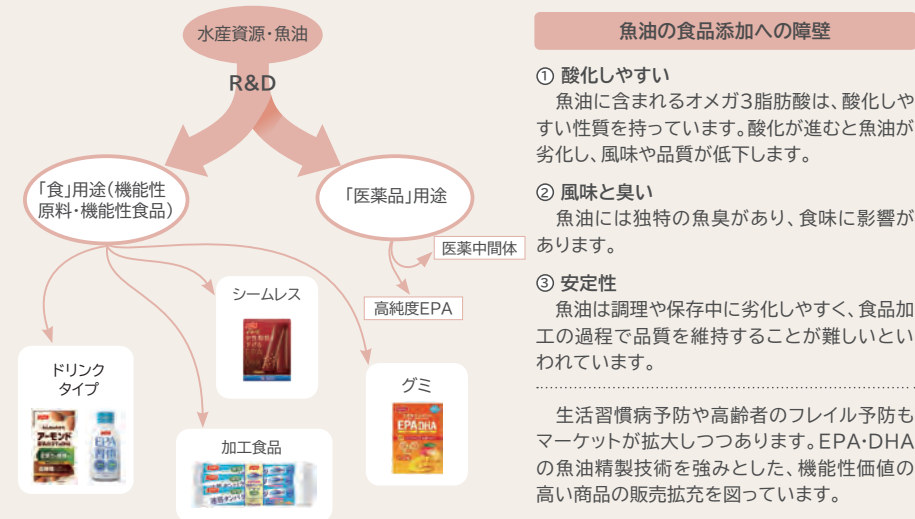 水産資源・魚油
R&D
「食」用途(機能性
原料・機能性食品)
「医薬品」用途
医薬中間体
高純度EPA
シームレス
ドリンク
タイプ
アーモンド
EPA
習慣
加工食品
グミ
EPA DHA
魚油の食品添加への障壁
① 酸化しやすい
魚油に含まれるオメガ3脂肪酸は、酸化しや
すい性質を持っています。酸化が進むと魚油が
劣化し、風味や品質が低下します。
② 風味と臭い
魚油には独特の魚臭があり、食味に影響が
あります。
③ 安定性
魚油は調理や保存中に劣化しやすく、食品加
工の過程で品質を維持することが難しいとい
われています。
生活習慣病予防や高齢者のフレイル予防も
マーケットが拡大しつつあります。EPA・DHA
の魚油精製技術を強みとした、機能性価値の
高い商品の販売拡充を図っています。